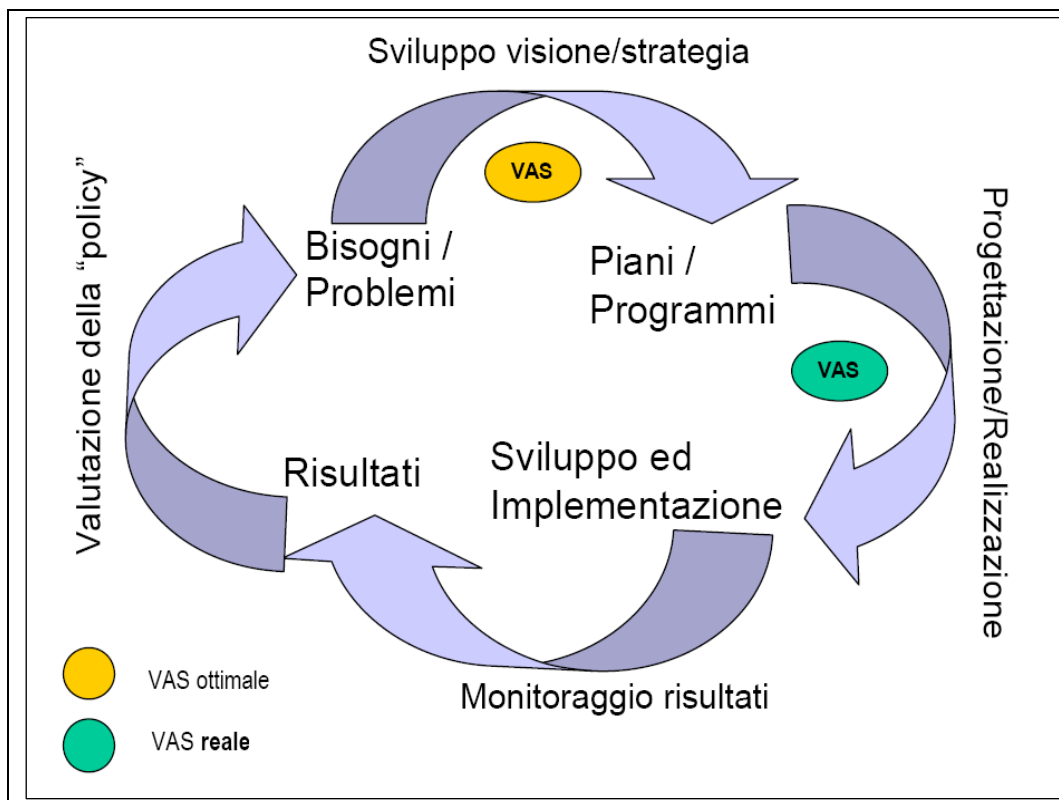 Sviluppo visione/strategia
VAS
Bisogni /
Problemi
Piani /
Programmi
VAS
Progettazione/Realizzazione
Valutazione della “policy”
Risultati
Sviluppo ed
Implementazione
Monitoraggio risultati
VAS ottimale
VAS reale